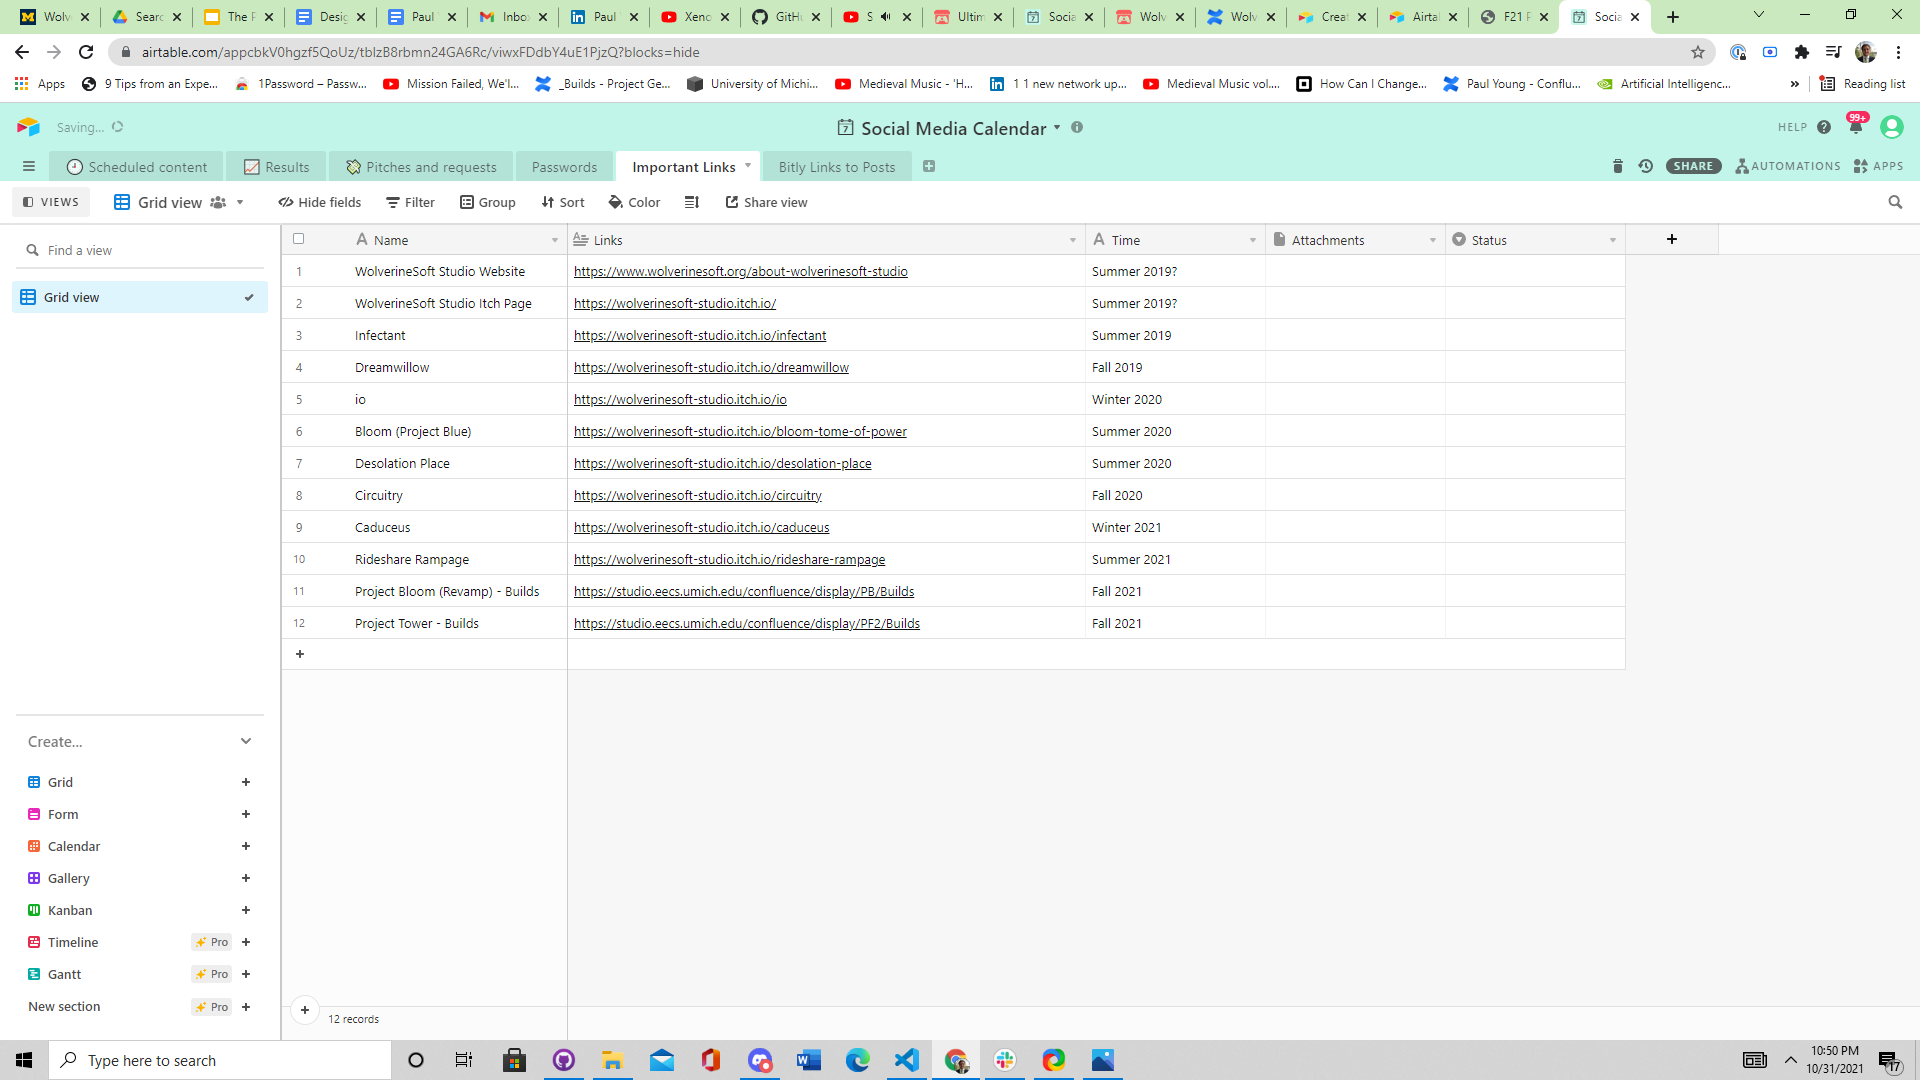 Wolv
Searc
The P
Desig
Paul
Inbox
Paul
Xeno
GitHu
S
Ultim
Socia
Wolv
Wolv
Creat
Airtal
F21 P
Socia
airtable.com/appcbkV0hgzf5QoUz/tblzB8rbmn24GA6Rc/viwxFDdbY4uE1PjzQ?blocks=hide
Apps
9 Tips from an Expe...
1Password – Passw...
Mission Failed, We'l...
_Builds - Project Ge...
University of Michi...
Medieval Music - 'H...
1 1 new network up...
Medieval Music vol....
How Can I Change...
Paul Young - Conflu...
Artificial Intelligenc...
»
Reading list
Saving...
Social Media Calendar
HELP
99+
Scheduled content
Results
Pitches and requests
Passwords
Important Links
Bitly Links to Posts
SHARE
AUTOMATIONS
APPS
VIEWS
Grid view
Hide fields
Filter
Group
Sort
Color
Share view
Find a view
Grid view
Name Links Time Attachments Status
1 WolverineSoft Studio Website https://www.wolverinesoft.org/about-wolverinesoft-studio Summer 2019?
2 WolverineSoft Studio Itch Page https://wolverinesoft-studio.itch.io/ Summer 2019?
3 Infectant https://wolverinesoft-studio.itch.io/infectant Summer 2019
4 Dreamwillow https://wolverinesoft-studio.itch.io/dreamwillow Fall 2019
5 io https://wolverinesoft-studio.itch.io/io Winter 2020
6 Bloom (Project Blue) https://wolverinesoft-studio.itch.io/bloom-tome-of-power Summer 2020
7 Desolation Place https://wolverinesoft-studio.itch.io/desolation-place Summer 2020
8 Circuitry https://wolverinesoft-studio.itch.io/circuitry Fall 2020
9 Caduceus https://wolverinesoft-studio.itch.io/caduceus Winter 2021
10 Rideshare Rampage https://wolverinesoft-studio.itch.io/rideshare-rampage Summer 2021
11 Project Bloom (Revamp) - Builds https://studio.eecs.umich.edu/confluence/display/PB/Builds Fall 2021
12 Project Tower - Builds https://studio.eecs.umich.edu/confluence/display/PF2/Builds Fall 2021
Create...
Grid
Form
Calendar
Gallery
Kanban
Timeline Pro
Gantt Pro
New section Pro
12 records
Type here to search
10:50 PM
10/31/2021
17